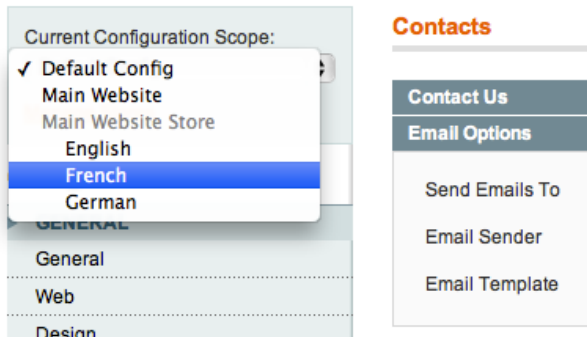 Current Configuration Scope:
✓ Default Config
Main Website
Main Website Store
English
French
German
GENERAL
General
Web
Design
Contacts
Contact Us
Email Options
Send Emails To
Email Sender
Email Template